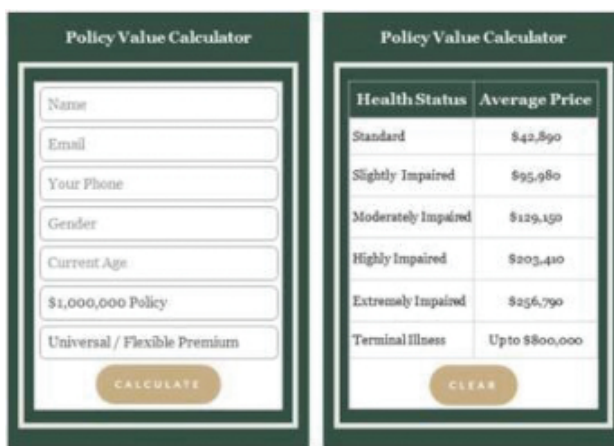 Policy Value Calculator
Name
Email
Your Phone
Gender
Current Age
$1,000,000 Policy
Universal / Flexible Premium
CALCULATE
Policy Value Calculator
Health Status Average Price
Standard $42,890
Slightly Impaired $95,980
Moderately Impaired $129,150
Highly Impaired $203,410
Extremely Impaired $256,790
Terminal Illness Upto $800,000
CLEAR